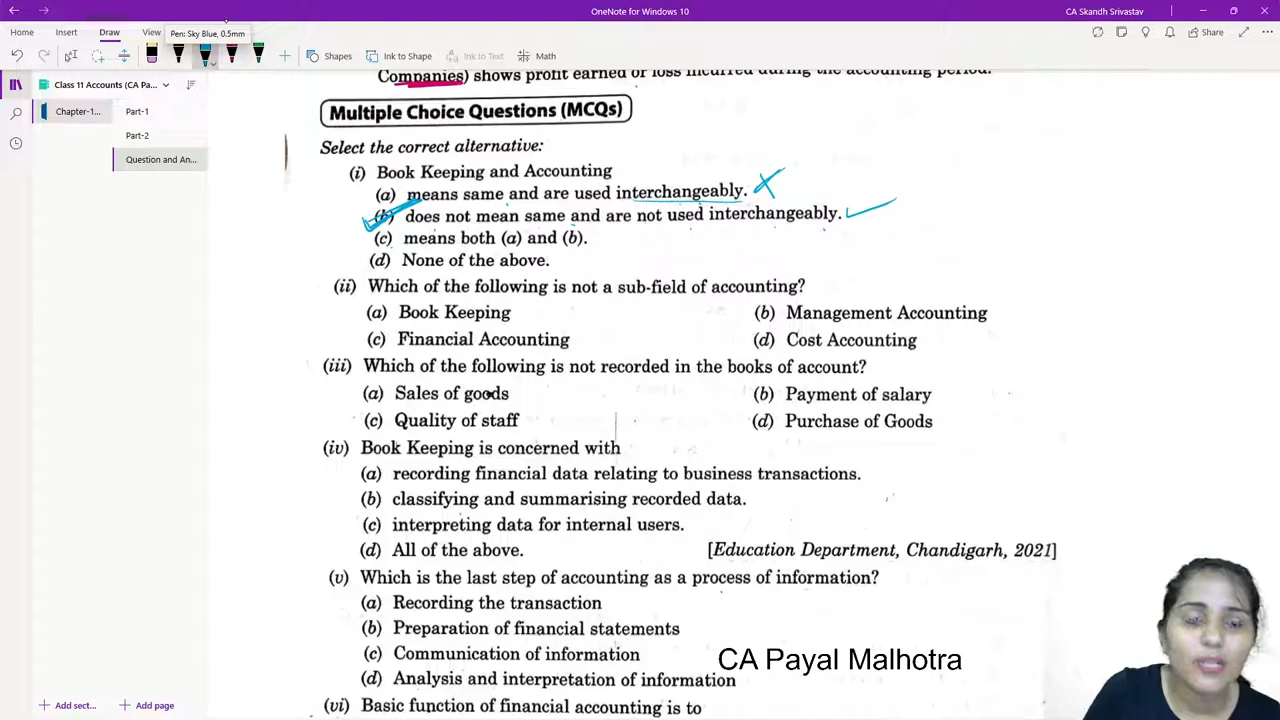 OneNote for Windows 10
CA Skandh Srivastav
Home Insert Draw View
Pen: Sky Blue, 0.5mm
Share
Shapes Ink to Shape Ink to Text Math
Class 11 Accounts (CA Pa...
Chapter-1...
Part-1
Part-2
Question and An...
Companies) shows profit earned or loss incurred during the accounting period.
Multiple Choice Questions (MCQs)
Select the correct alternative:
(i) Book Keeping and Accounting
(a) means same and are used interchangeably.
(b) does not mean same and are not used interchangeably.
(c) means both (a) and (b).
(d) None of the above.
(ii) Which of the following is not a sub-field of accounting?
(a) Book Keeping (b) Management Accounting
(c) Financial Accounting (d) Cost Accounting
(iii) Which of the following is not recorded in the books of account?
(a) Sales of goods (b) Payment of salary
(c) Quality of staff (d) Purchase of Goods
(iv) Book Keeping is concerned with
(a) recording financial data relating to business transactions.
(b) classifying and summarising recorded data.
(c) interpreting data for internal users.
(d) All of the above. [Education Department, Chandigarh, 2021]
(v) Which is the last step of accounting as a process of information?
(a) Recording the transaction
(b) Preparation of financial statements
(c) Communication of information
(d) Analysis and interpretation of information
CA Payal Malhotra
(vi) Basic function of financial accounting is to
Add sect... Add page